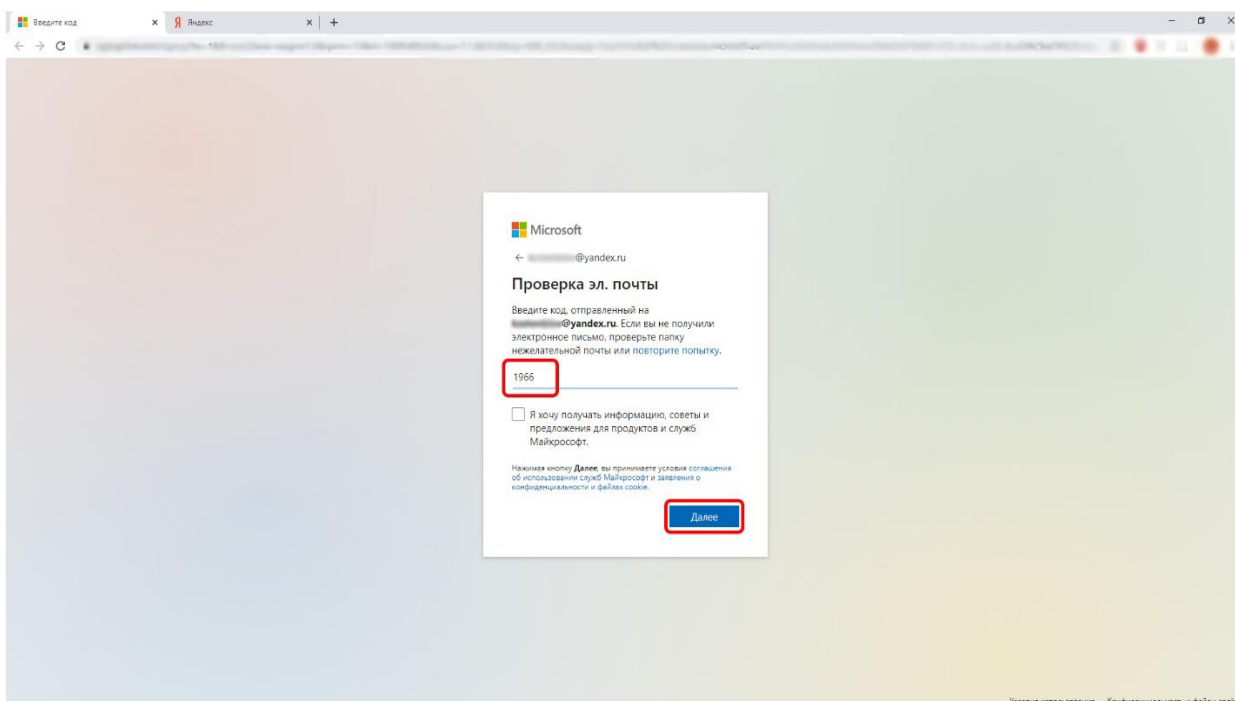 Введите код
Яндекс
Microsoft
@yandex.ru
Проверка эл. почты
Введите код, отправленный на
@yandex.ru. Если вы не получили
электронное письмо, проверьте папку
нежелательной почты или повторите попытку.
1966
Я хочу получать информацию, советы и
предложения для продуктов и служб
Майкрософт.
Нажимая кнопку Далее, вы принимаете условия соглашения
об использовании служб Майкрософт и заявления о
конфиденциальности и файлах cookie.
Далее